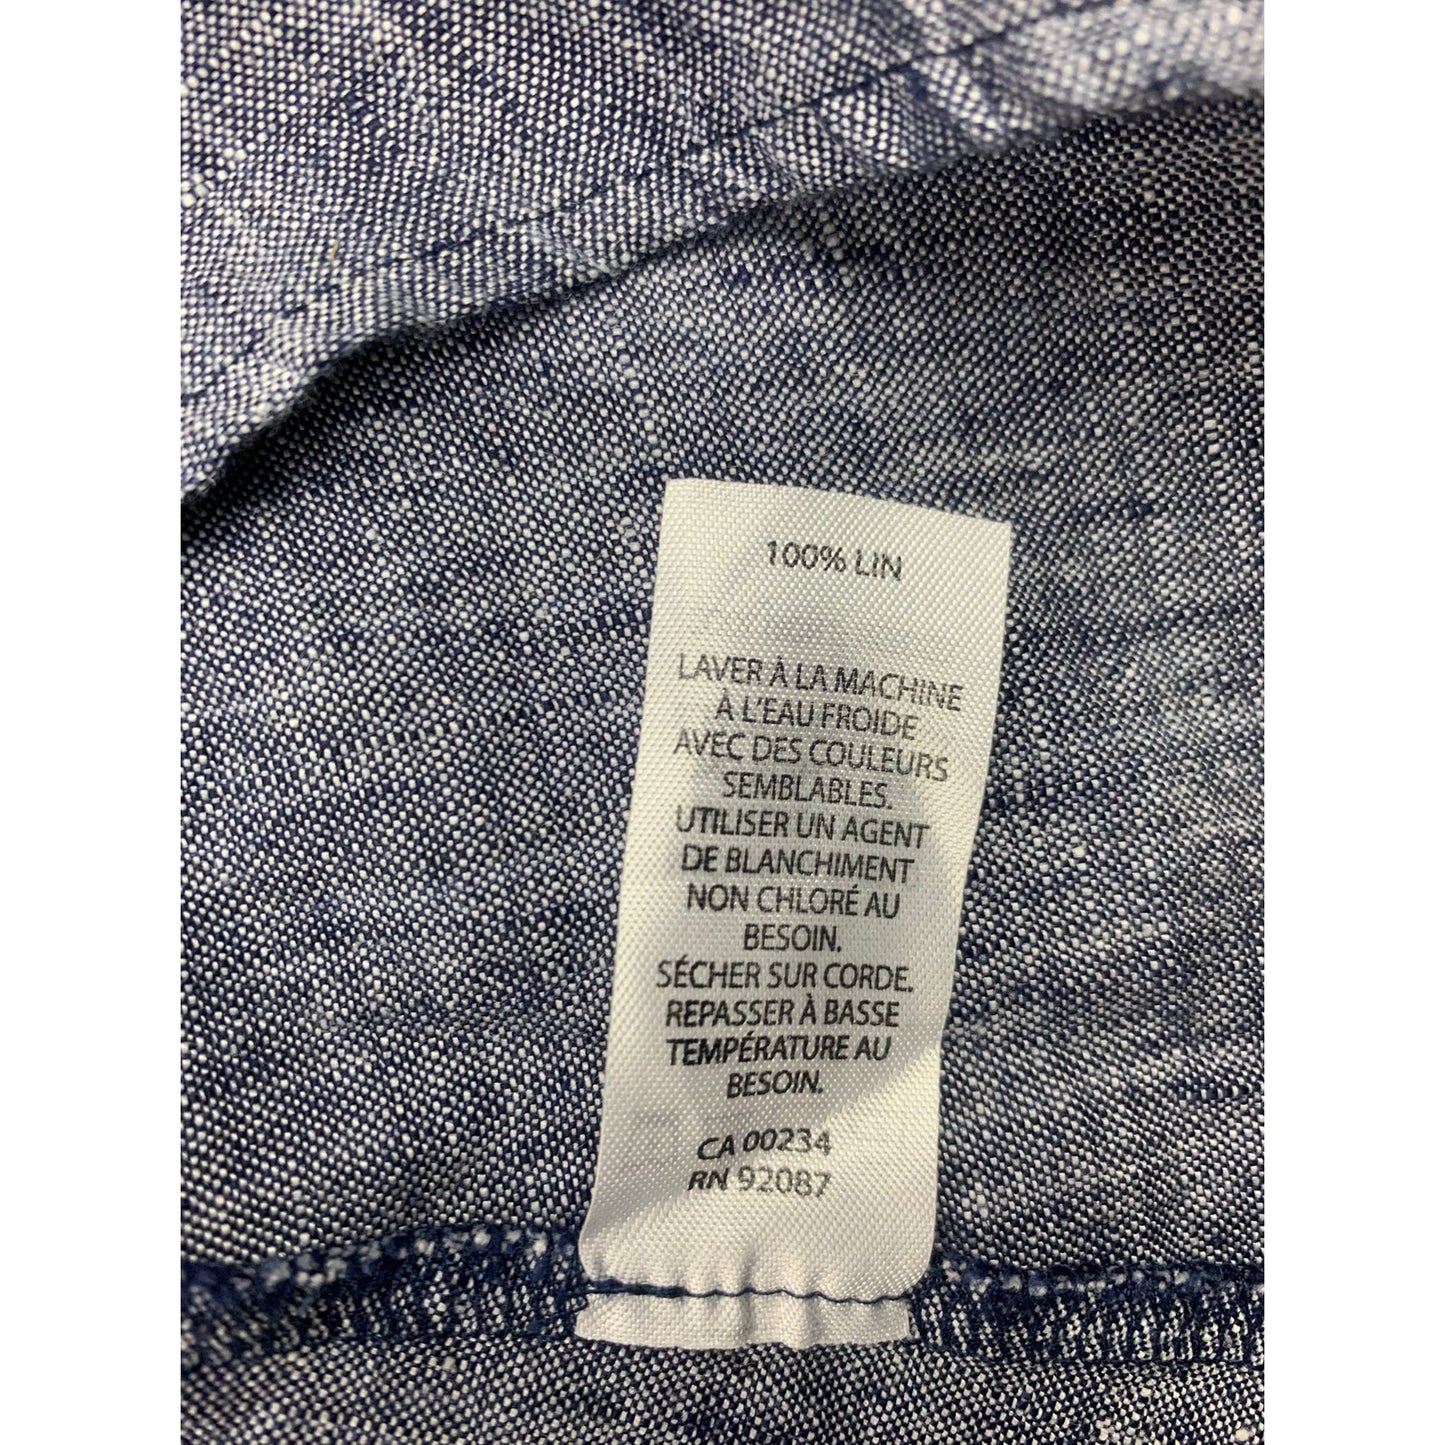 100% LIN
LAVER À LA MACHINE
À L'EAU FROIDE
AVEC DES COULEURS
SEMBLABLES.
UTILISER UN AGENT
DE BLANCHIMENT
NON CHLORÉ AU
BESOIN.
SÉCHER SUR CORDE.
REPASSER À BASSE
TEMPÉRATURE AU
BESOIN.
CA 00234
RN 92087